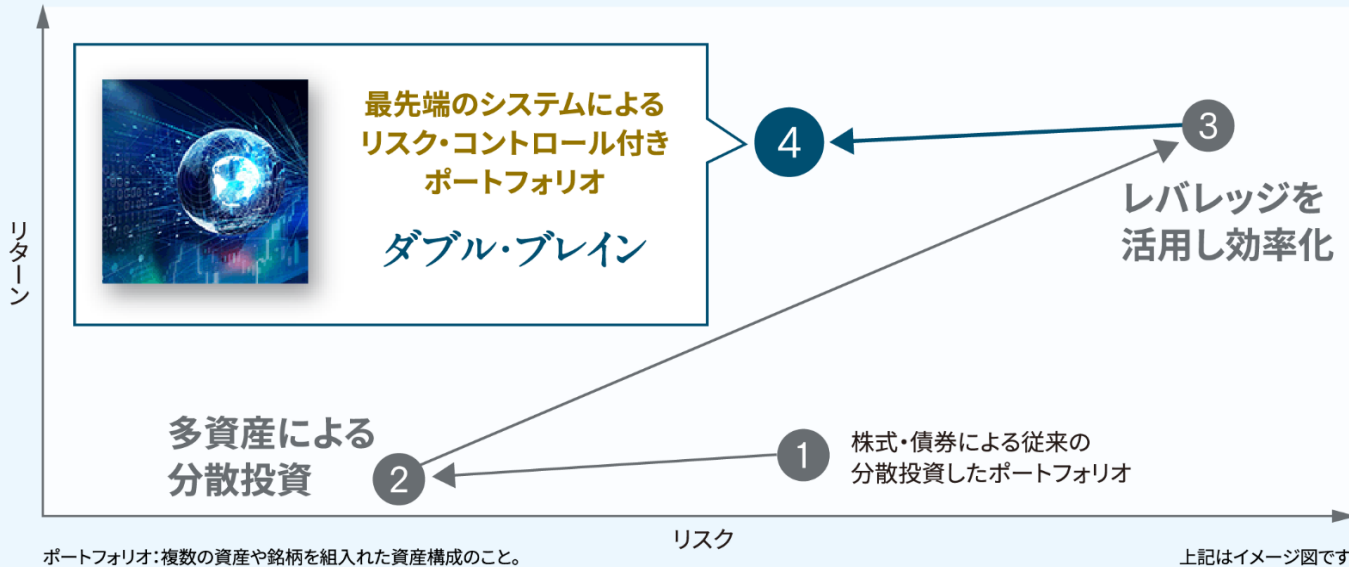 最先端のシステムによる
リスク・コントロール付き
ポートフォリオ
ダブル・ブレイン
4
3
レバレッジを
活用し効率化
リターン
多資産による
分散投資
2
1
株式・債券による従来の
分散投資したポートフォリオ
リスク
ポートフォリオ：複数の資産や銘柄を組入れた資産構成のこと。
上記はイメージ図です